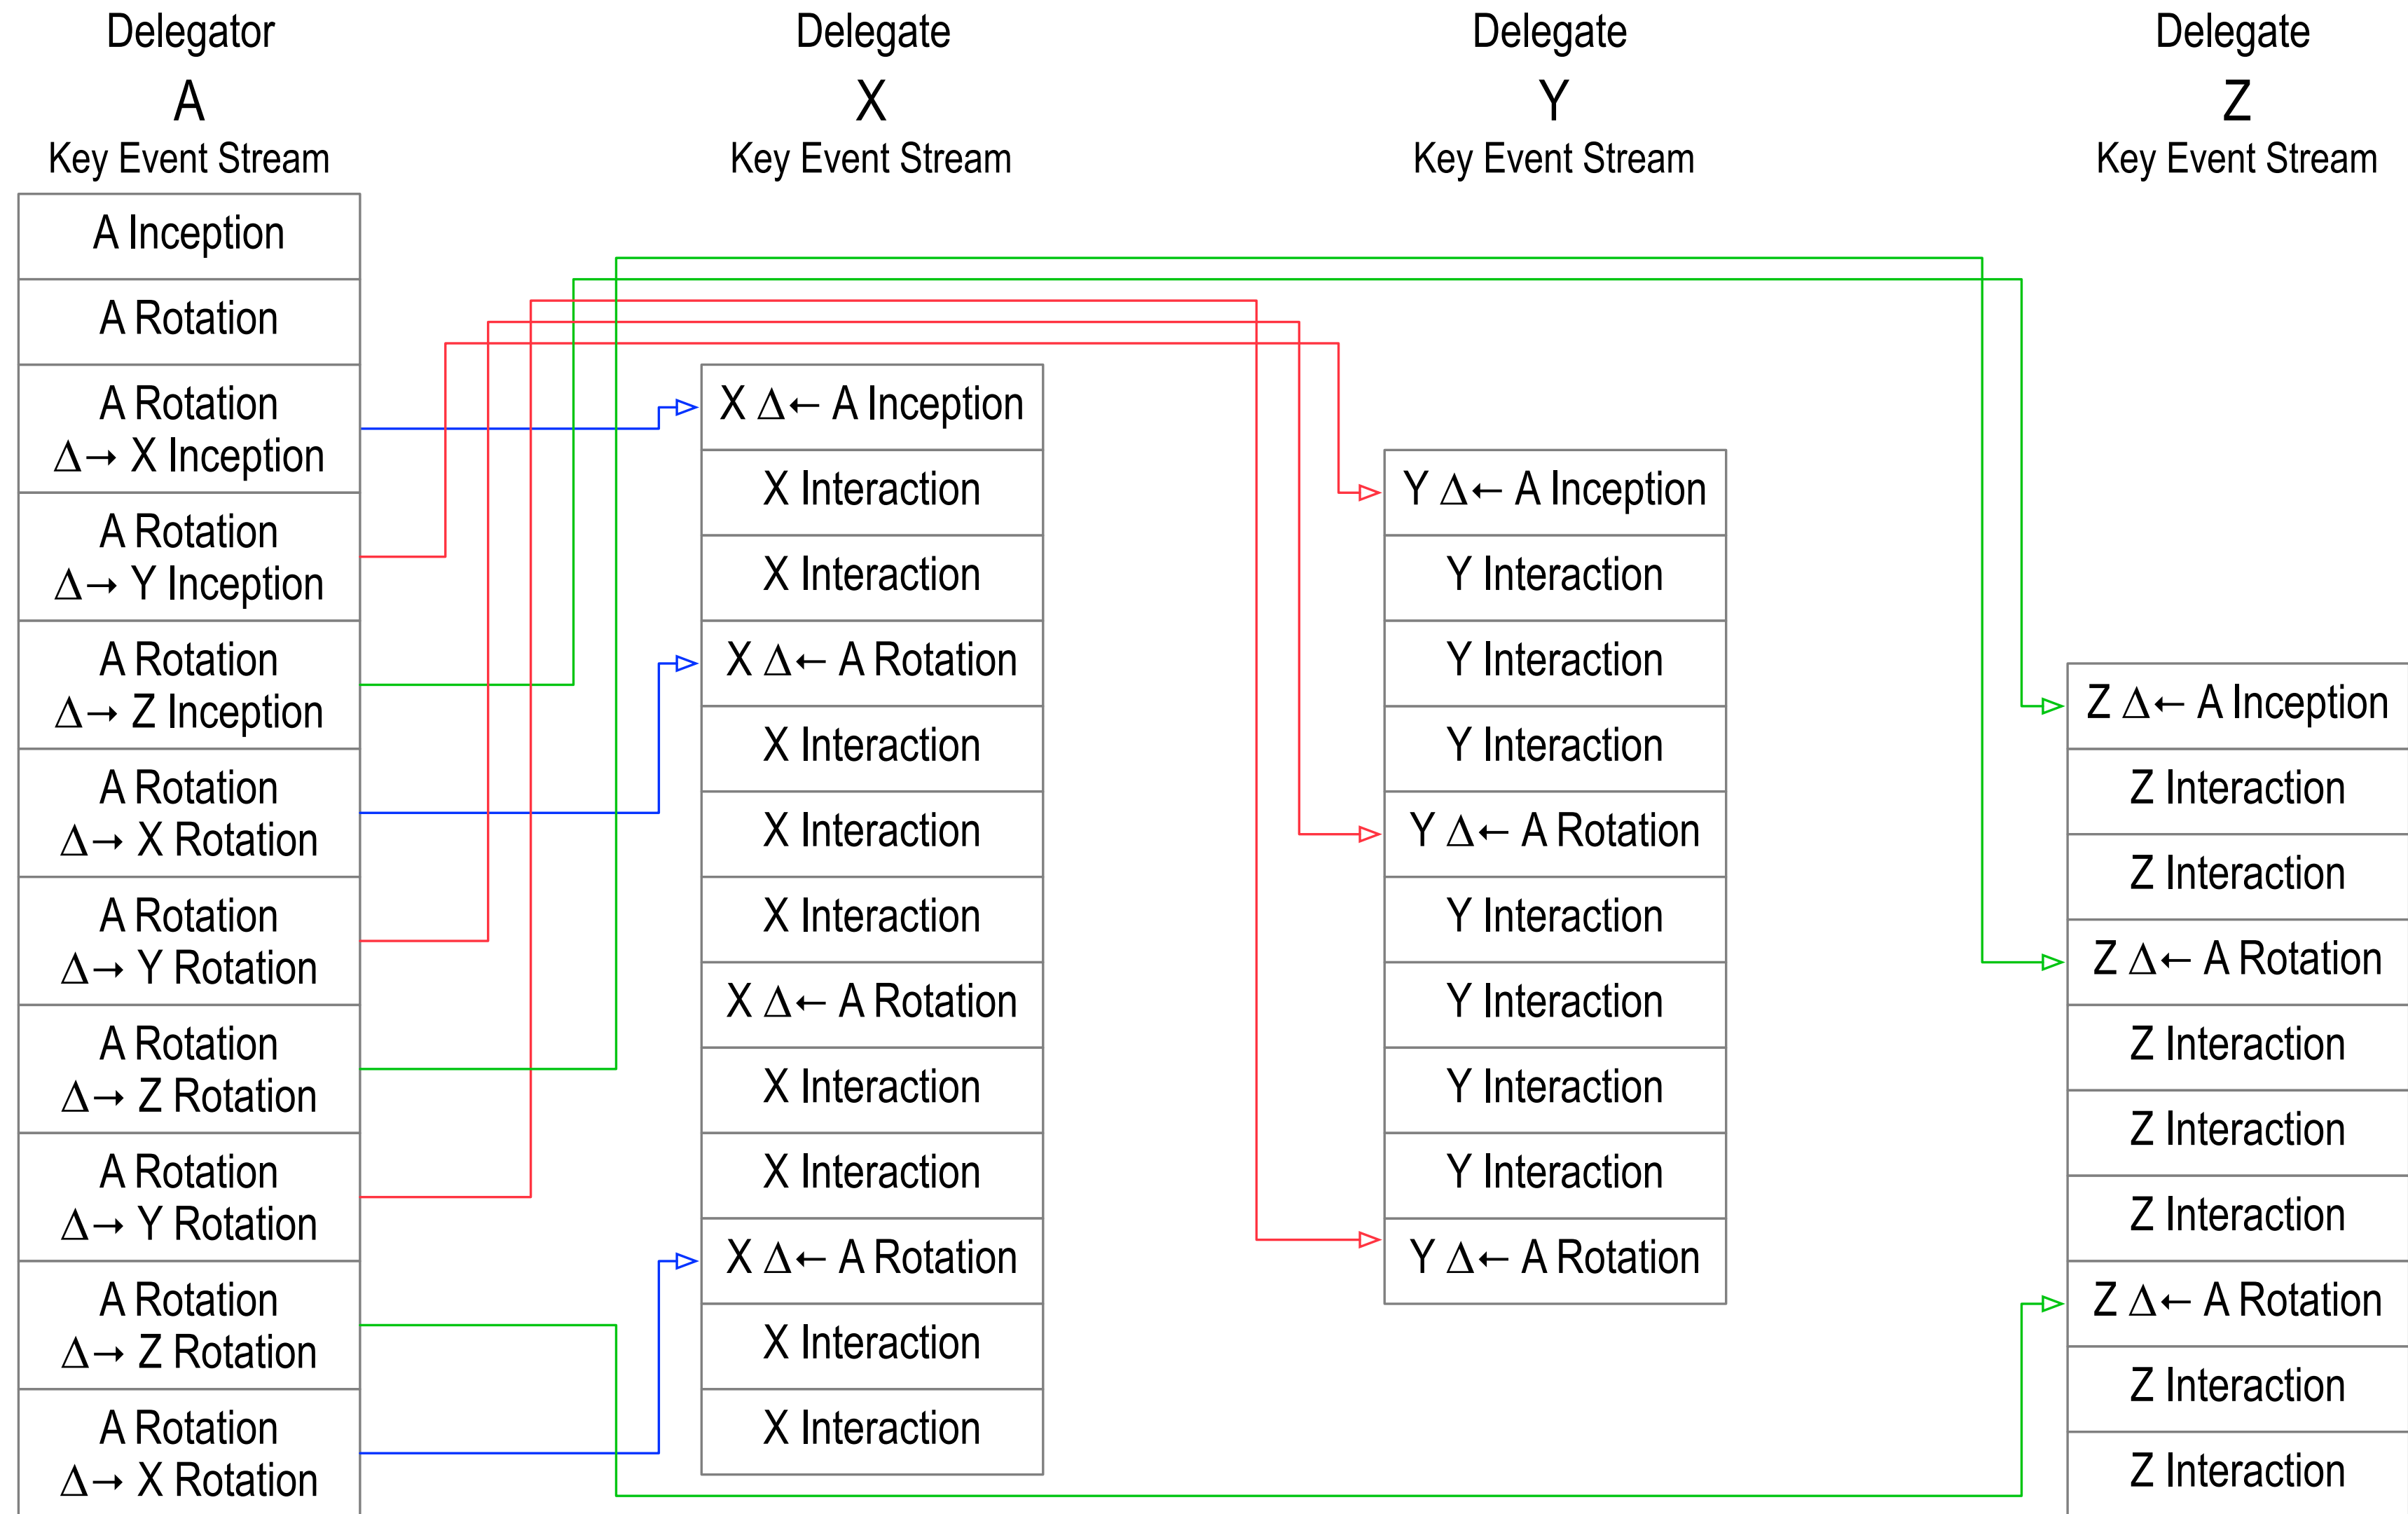 Delegator
A
Key Event Stream
A Inception
A Rotation
A Rotation
Δ→ X Inception
A Rotation
Δ→ Y Inception
A Rotation
Δ→ Z Inception
A Rotation
Δ→ X Rotation
A Rotation
Δ→ Y Rotation
A Rotation
Δ→ Z Rotation
A Rotation
Δ→ Y Rotation
A Rotation
Δ→ Z Rotation
A Rotation
Δ→ X Rotation
Delegate
X
Key Event Stream
X Δ← A Inception
X Interaction
X Interaction
X Δ← A Rotation
X Interaction
X Interaction
X Interaction
X Δ← A Rotation
X Interaction
X Interaction
X Δ← A Rotation
X Interaction
X Interaction
Delegate
Y
Key Event Stream
Y Δ← A Inception
Y Interaction
Y Interaction
Y Interaction
Y Δ← A Rotation
Y Interaction
Y Interaction
Y Interaction
Y Interaction
Y Δ← A Rotation
Delegate
Z
Key Event Stream
Z Δ← A Inception
Z Interaction
Z Interaction
Z Δ← A Rotation
Z Interaction
Z Interaction
Z Interaction
Z Δ← A Rotation
Z Interaction
Z Interaction